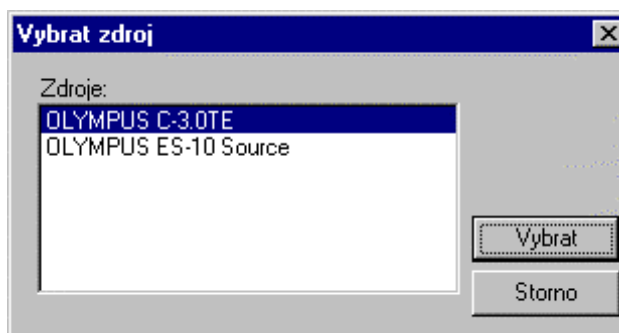 Vybrat zdroj
Zdroje:
OLYMPUS C-3.0TE
OLYMPUS ES-10 Source
Vybrat
Storno